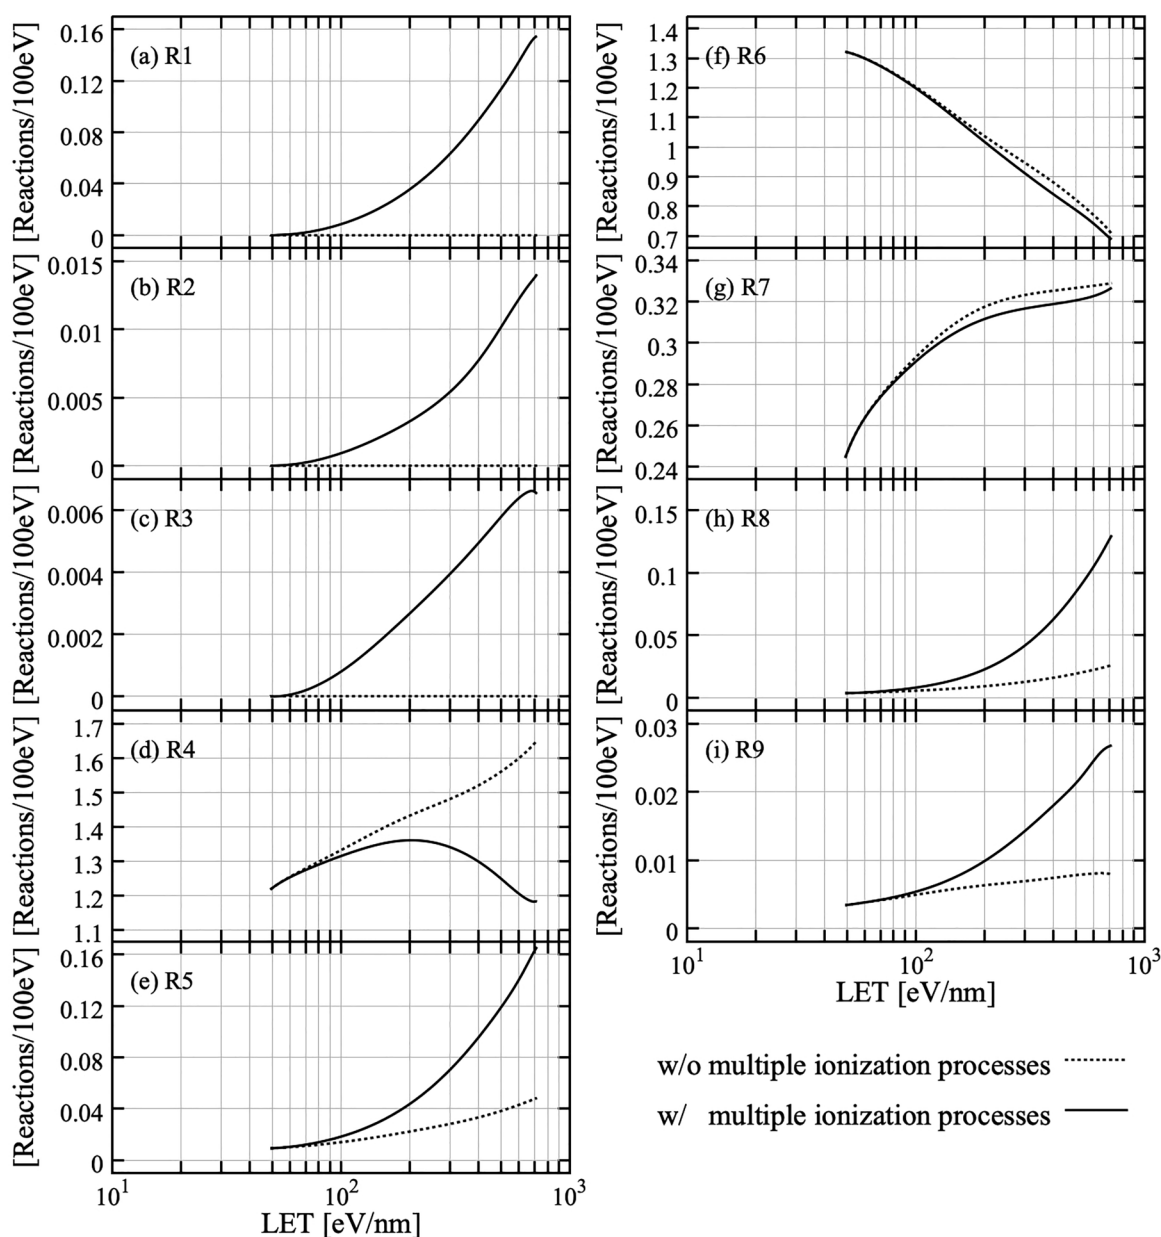 [Reactions/100eV]
0.16
0.12
0.08
0.04
0
(a) R1
[Reactions/100eV]
0.015
0.01
0.005
0
(b) R2
[Reactions/100eV]
0.006
0.004
0.002
0
(c) R3
[Reactions/100eV]
1.7
1.6
1.5
1.4
1.3
1.2
1.1
(d) R4
[Reactions/100eV]
0.16
0.12
0.08
0.04
0
(e) R5
10^1 10^2 10^3
LET [eV/nm]
[Reactions/100eV]
1.4
1.3
1.2
1.1
1
0.9
0.8
0.7
(f) R6
[Reactions/100eV]
0.34
0.32
0.3
0.28
0.26
0.24
(g) R7
[Reactions/100eV]
0.15
0.1
0.05
0
(h) R8
[Reactions/100eV]
0.03
0.02
0.01
0
(i) R9
10^1 10^2 10^3
LET [eV/nm]
w/o multiple ionization processes
w/ multiple ionization processes